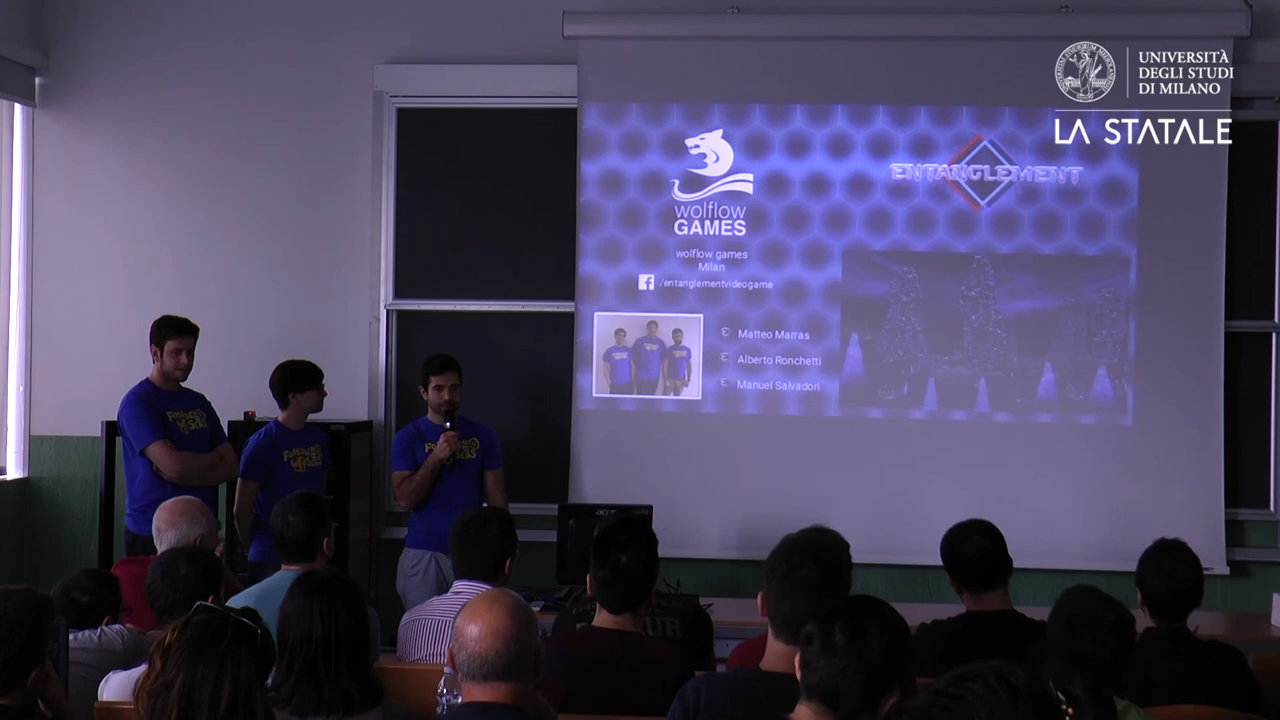 UNIVERSITÀ
DEGLI STUDI
DI MILANO
LA STATALE
wolflow
GAMES
wolflow games
Milan
/entanglementvideogame
Matteo Marras
Alberto Ronchetti
Manuel Salvadori
ENTANGLEMENT
acer